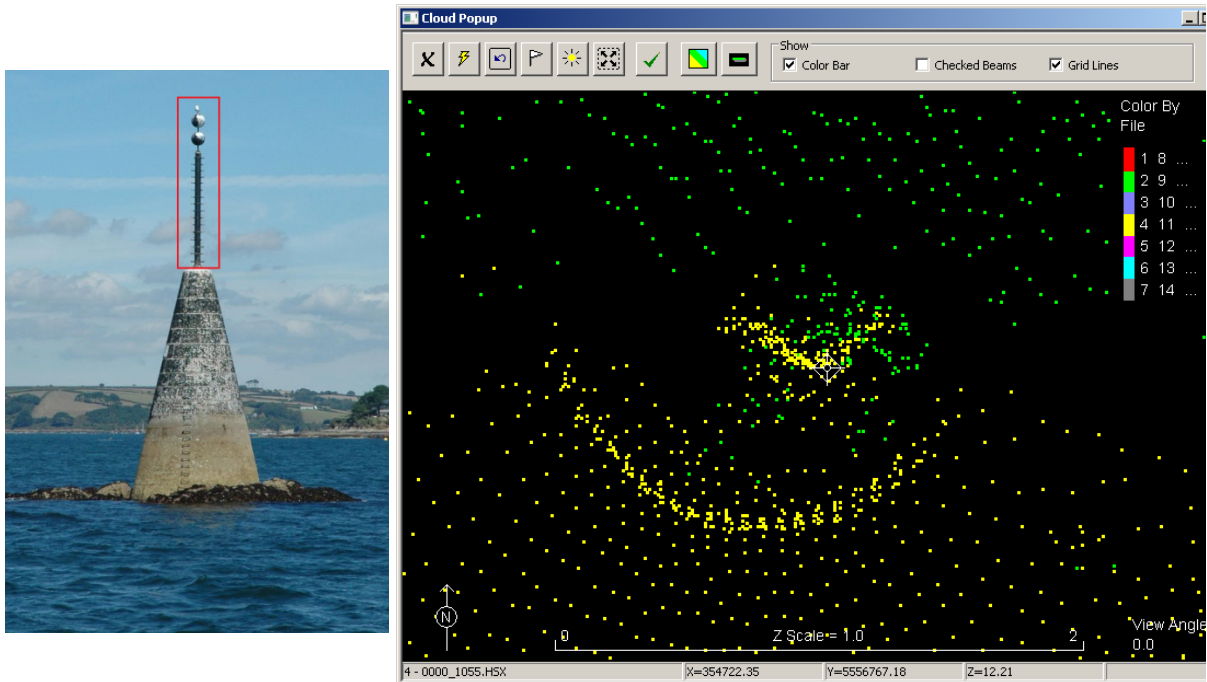 Cloud Popup
Show
Color Bar
Checked Beams
Grid Lines
Color By
File
1 8 ...
2 9 ...
3 10 ...
4 11 ...
5 12 ...
6 13 ...
7 14 ...
N
0 Z Scale = 1.0 2
View Angle
0.0
4 - 0000_1055.HSX X=354722.35 Y=5556767.18 Z=12.21